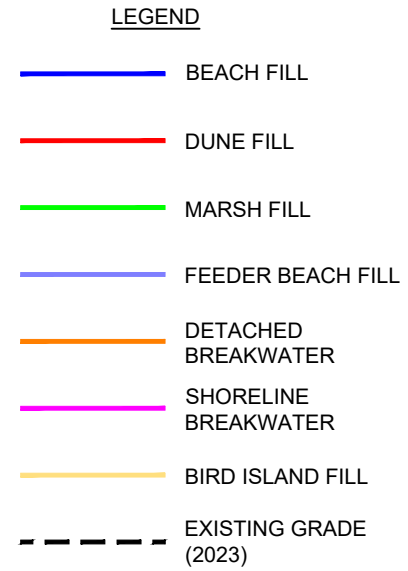 LEGEND
BEACH FILL
DUNE FILL
MARSH FILL
FEEDER BEACH FILL
DETACHED
BREAKWATER
SHORELINE
BREAKWATER
BIRD ISLAND FILL
EXISTING GRADE
(2023)